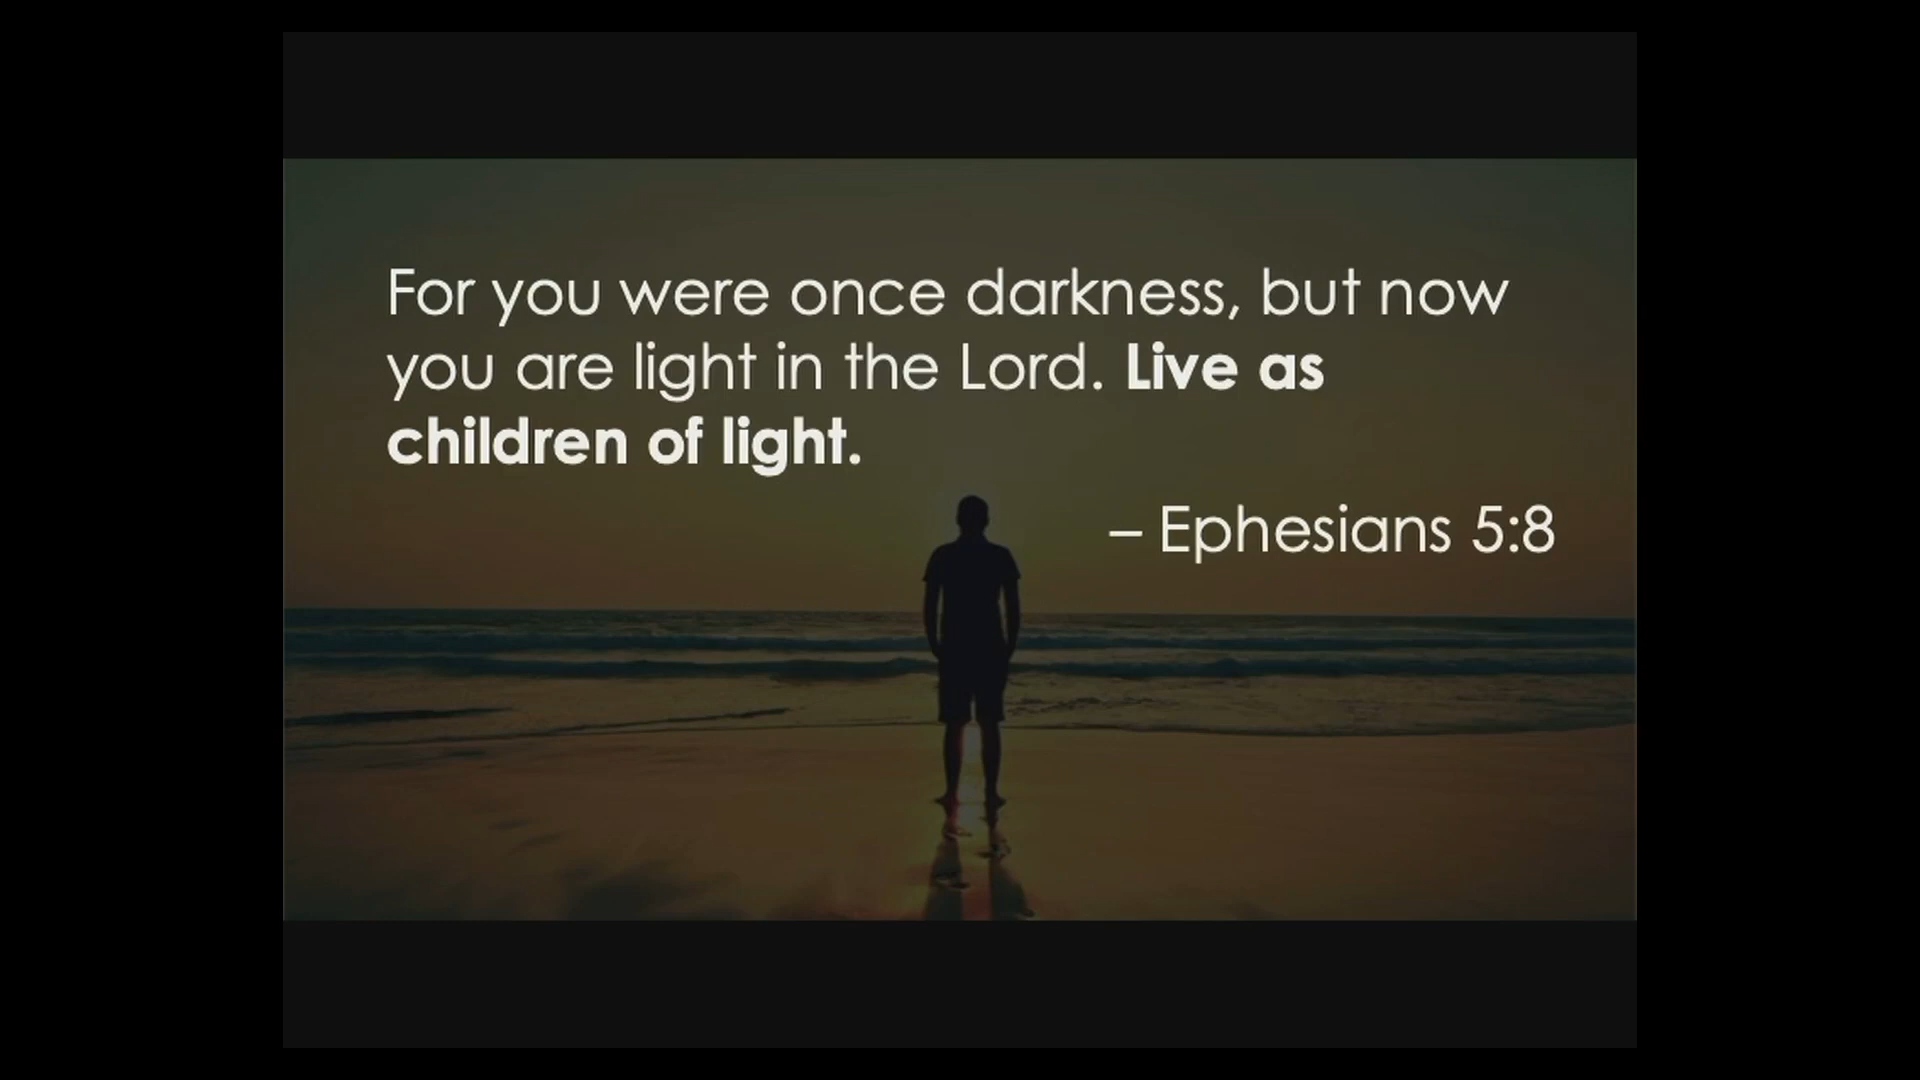 For you were once darkness, but now
you are light in the Lord. Live as
children of light.
– Ephesians 5:8